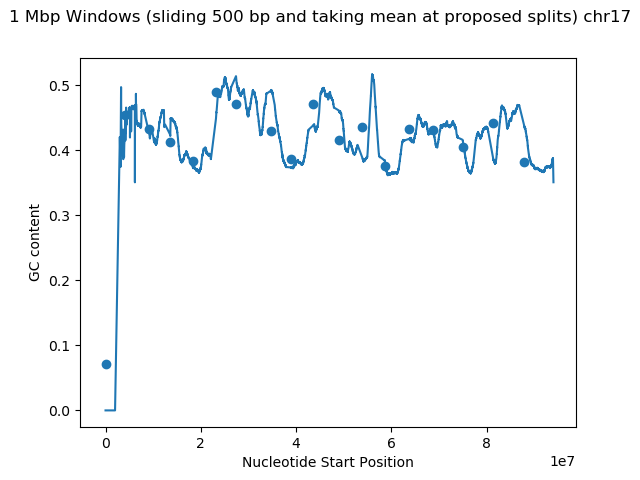 1 Mbp Windows (sliding 500 bp and taking mean at proposed splits) chr17
0.5
0.4
0.3
0.2
0.1
0.0
GC content
0
2
4
6
8
1e7
Nucleotide Start Position